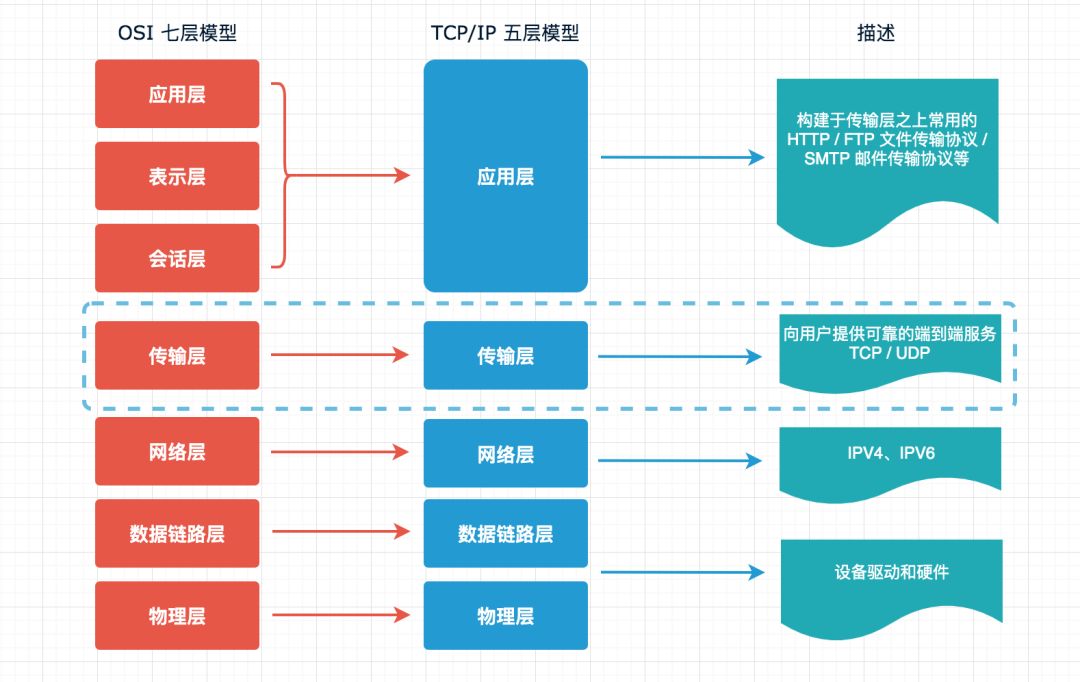 OSI 七层模型
TCP/IP 五层模型
描述
应用层
表示层
会话层
应用层
构建于传输层之上常用的
HTTP / FTP 文件传输协议 /
SMTP 邮件传输协议等
传输层
传输层
向用户提供可靠的端到端服务
TCP / UDP
网络层
网络层
IPV4、IPV6
数据链路层
数据链路层
物理层
物理层
设备驱动和硬件